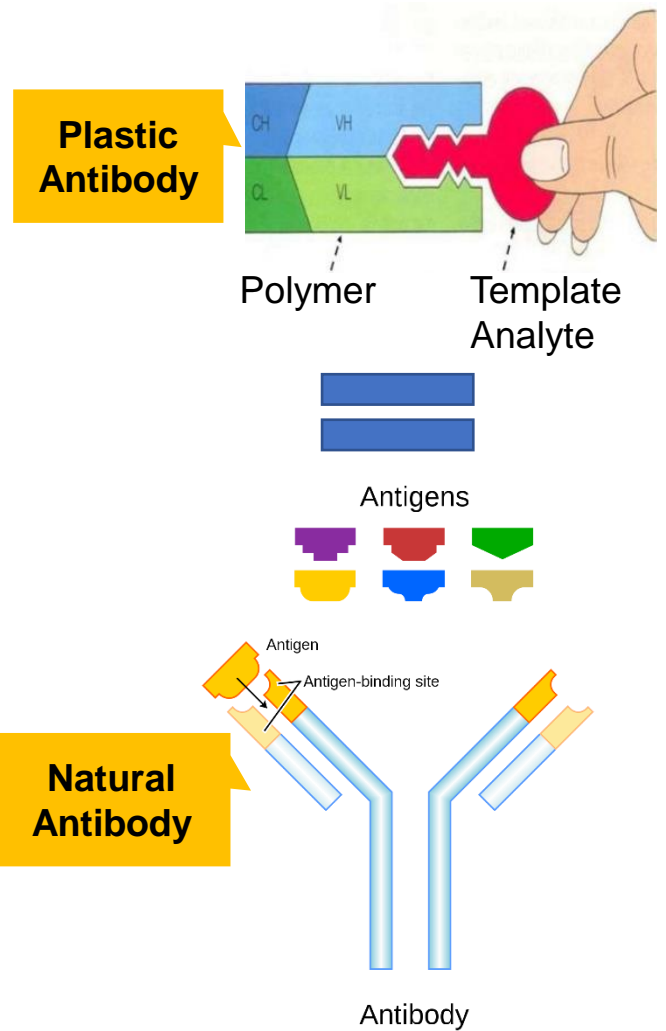 Plastic
Antibody
CH
VH
CL
VL
Polymer
Template
Analyte
Antigens
Antigen
Antigen-binding site
Natural
Antibody
Antibody